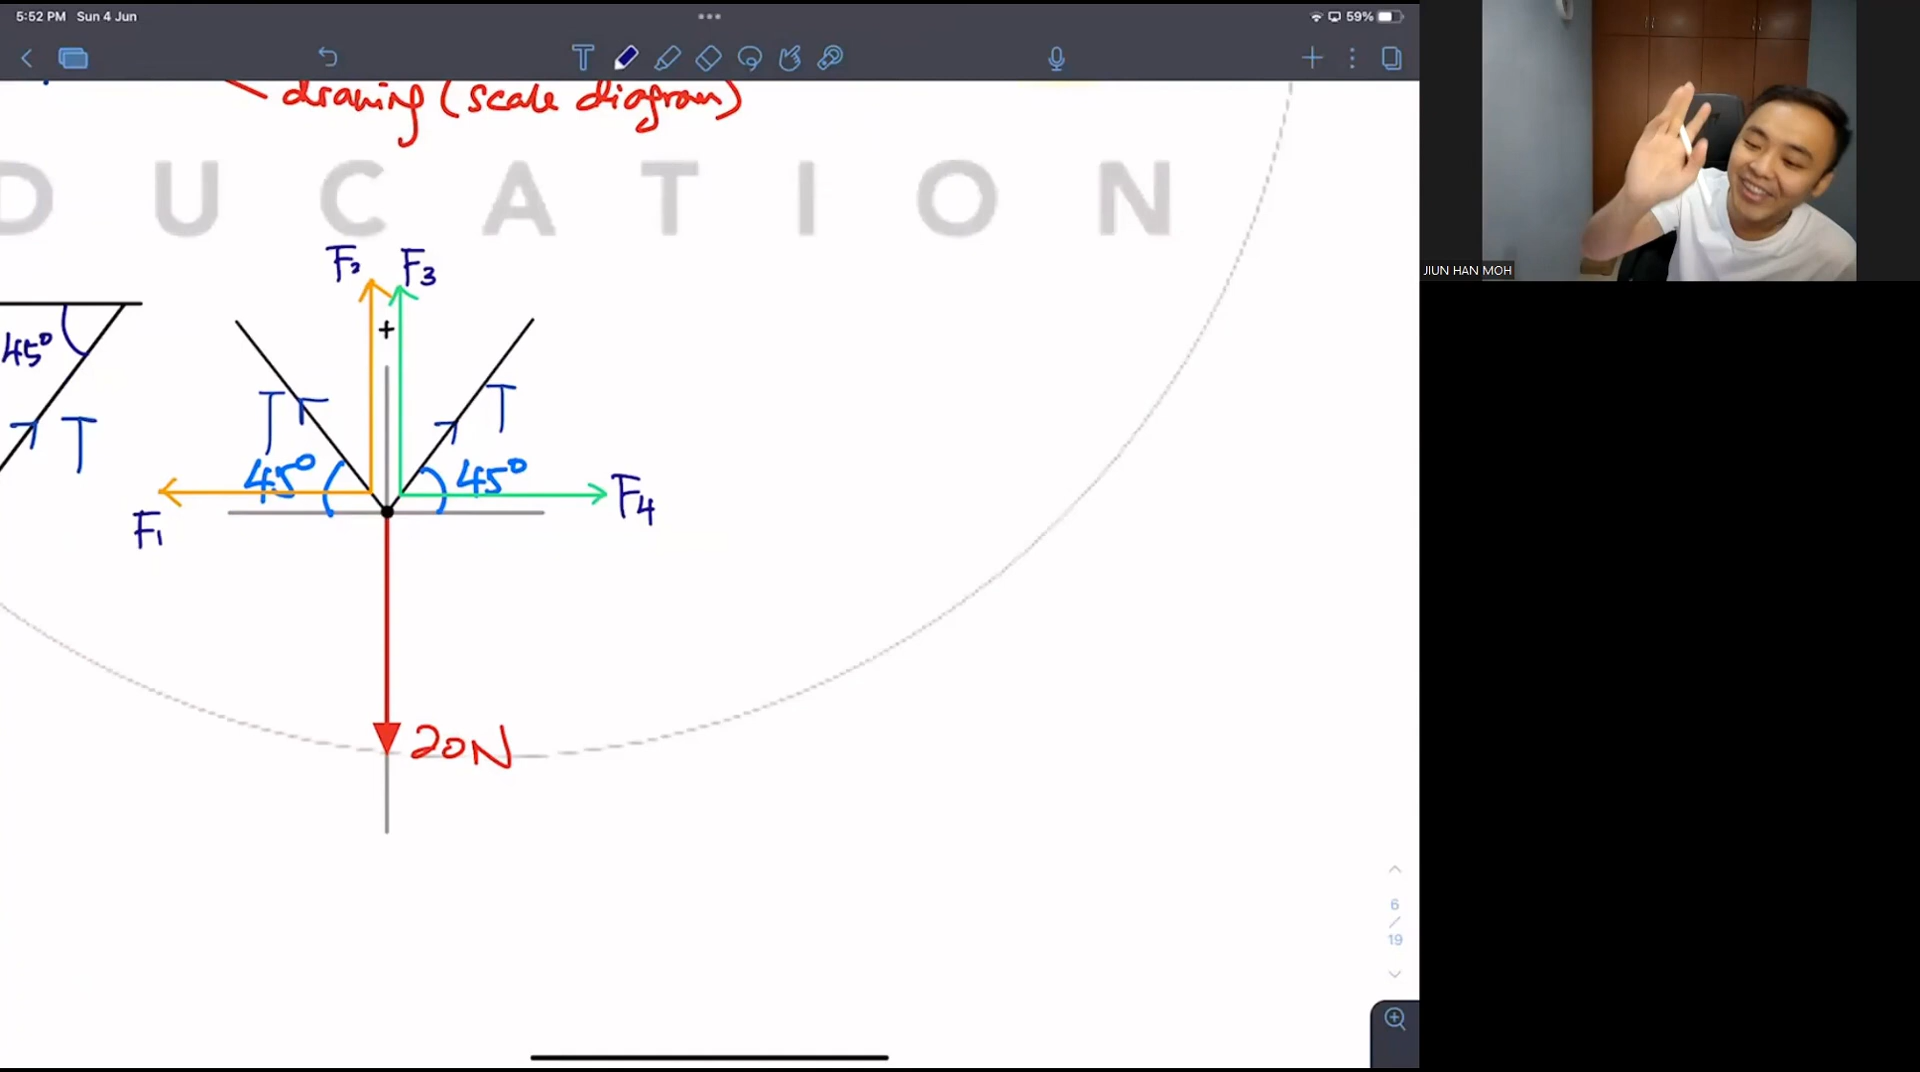 5:52 PM Sun 4 Jun
59%
T
drawing (scale diagram)
D U C A T I O N
F₂ F₃
+
45°
T
T T
45° 45°
F₁
F₄
20N
6
/
19
JIUN HAN MOH